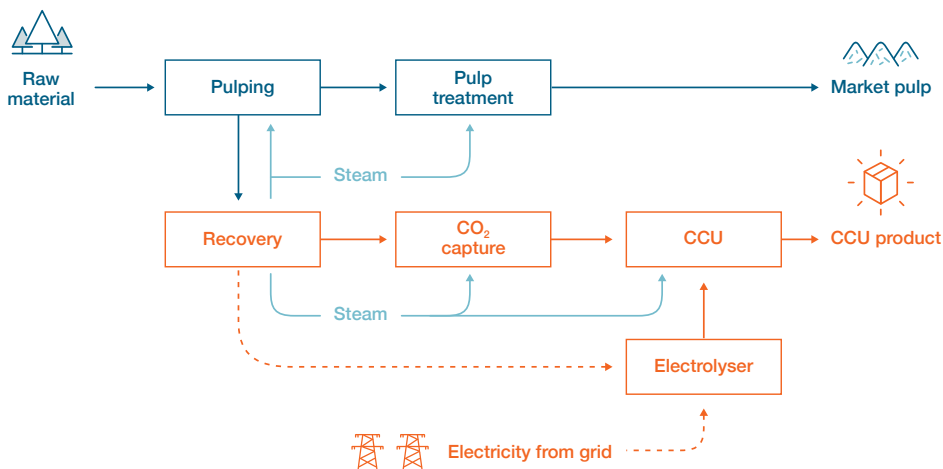 Raw
material
Pulping
Pulp
treatment
Market pulp
Steam
Recovery
CO₂
capture
CCU
CCU product
Steam
Electrolyser
Electricity from grid